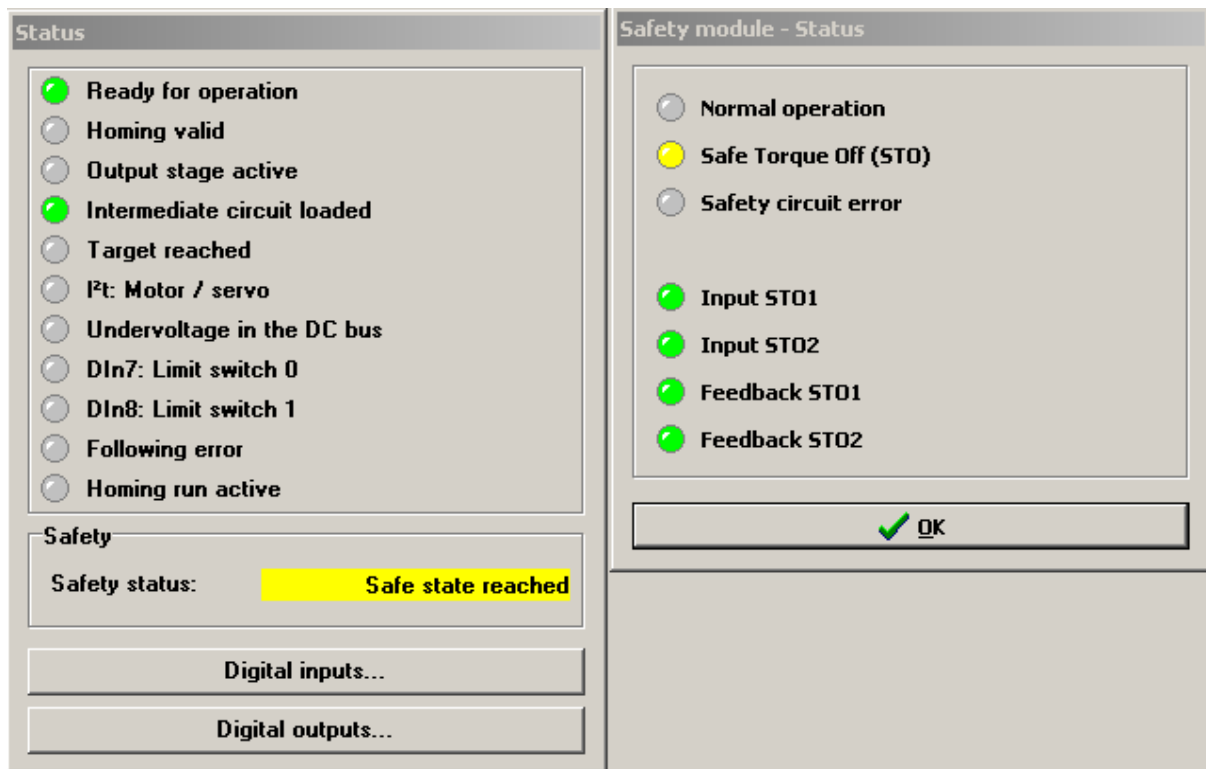 Status
Ready for operation
Homing valid
Output stage active
Intermediate circuit loaded
Target reached
I²t: Motor / servo
Undervoltage in the DC bus
DIn7: Limit switch 0
DIn8: Limit switch 1
Following error
Homing run active
Safety
Safety status: Safe state reached
Digital inputs...
Digital outputs...
Safety module - Status
Normal operation
Safe Torque Off (STO)
Safety circuit error
Input STO1
Input STO2
Feedback STO1
Feedback STO2
OK